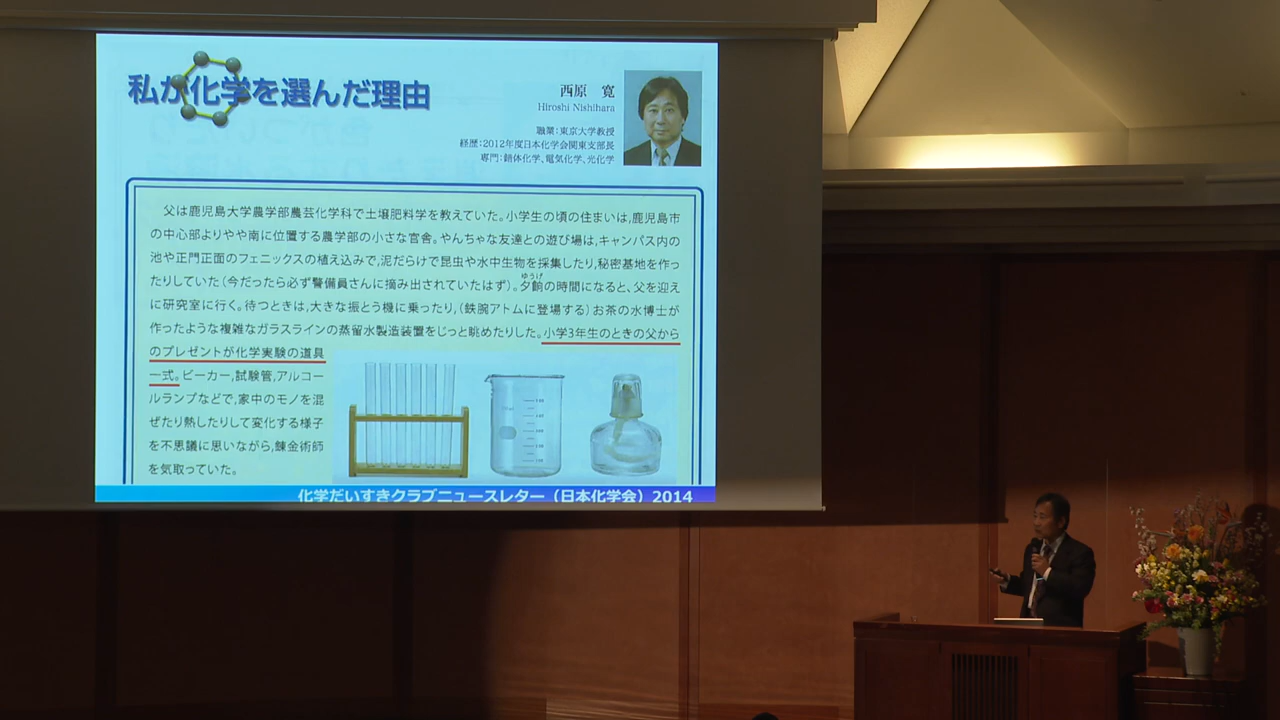 私が化学を選んだ理由
西原 寛
Hiroshi Nishihara
職業:東京大学教授
経歴:2012年度日本化学会関東支部長
専門:錯体化学、電気化学、光化学
父は鹿児島大学農学部農芸化学科で土壌肥料学を教えていた。小学生の頃の住まいは,鹿児島市
の中心部よりやや南に位置する農学部の小さな官舎。やんちゃな友達との遊び場は,キャンパス内の
池や正門正面のフェニックスの植え込みで,泥だらけで昆虫や水中生物を採集したり,秘密基地を作っ
たりしていた(今だったら必ず警備員さんに摘み出されていたはず)。夕餉の時間になると、父を迎え
ゆうげ
に研究室に行く。待つときは,大きな振とう機に乗ったり,(鉄腕アトムに登場する)お茶の水博士が
作ったような複雑なガラスラインの蒸留水製造装置をじっと眺めたりした。小学3年生のときの父から
のプレゼントが化学実験の道具
一式。ビーカー,試験管,アルコー
ルランプなどで,家中のモノを混
ぜたり熱したりして変化する様子
を不思議に思いながら,錬金術師
を気取っていた。
化学だいすきクラブニュースレター(日本化学会)2014